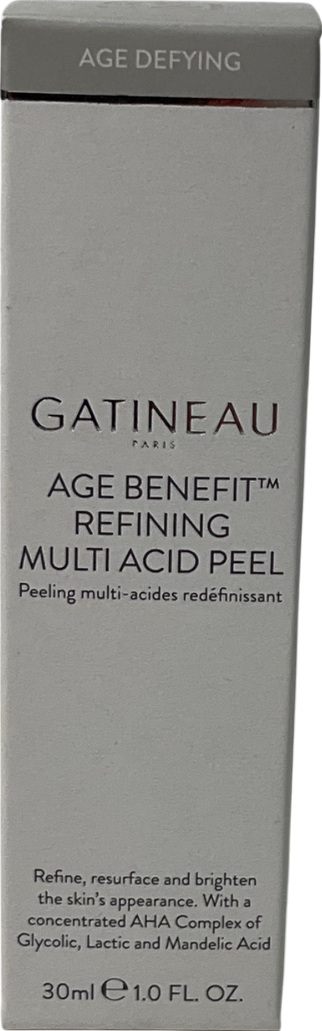 AGE DEFYING
GATINEAU
PARIS
AGE BENEFIT™
REFINING
MULTI ACID PEEL
Peeling multi-acides redéfinissant
Refine, resurface and brighten
the skin's appearance. With a
concentrated AHA Complex of
Glycolic, Lactic and Mandelic Acid
30ml ℮ 1.0 FL. OZ.